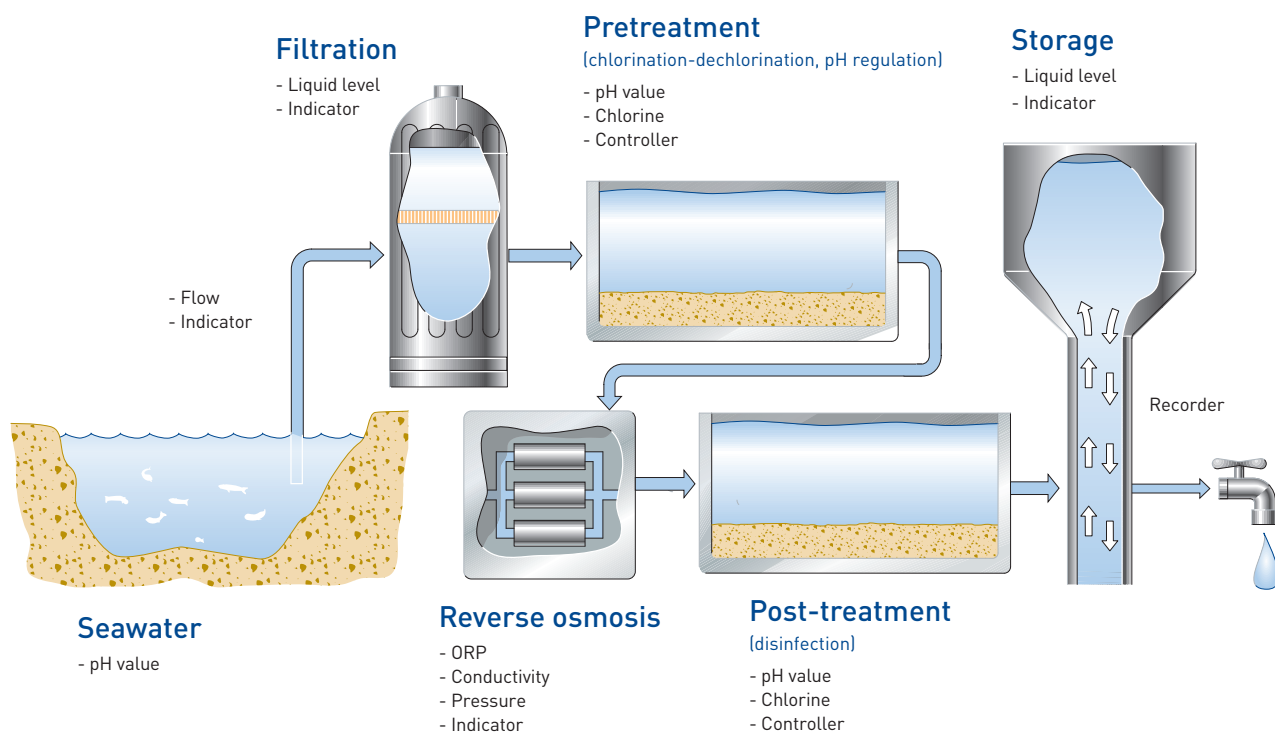 Filtration
- Liquid level
- Indicator
Pretreatment
(chlorination-dechlorination, pH regulation)
- pH value
- Chlorine
- Controller
Storage
- Liquid level
- Indicator
- Flow
- Indicator
Recorder
Seawater
- pH value
Reverse osmosis
- ORP
- Conductivity
- Pressure
- Indicator
Post-treatment
(disinfection)
- pH value
- Chlorine
- Controller